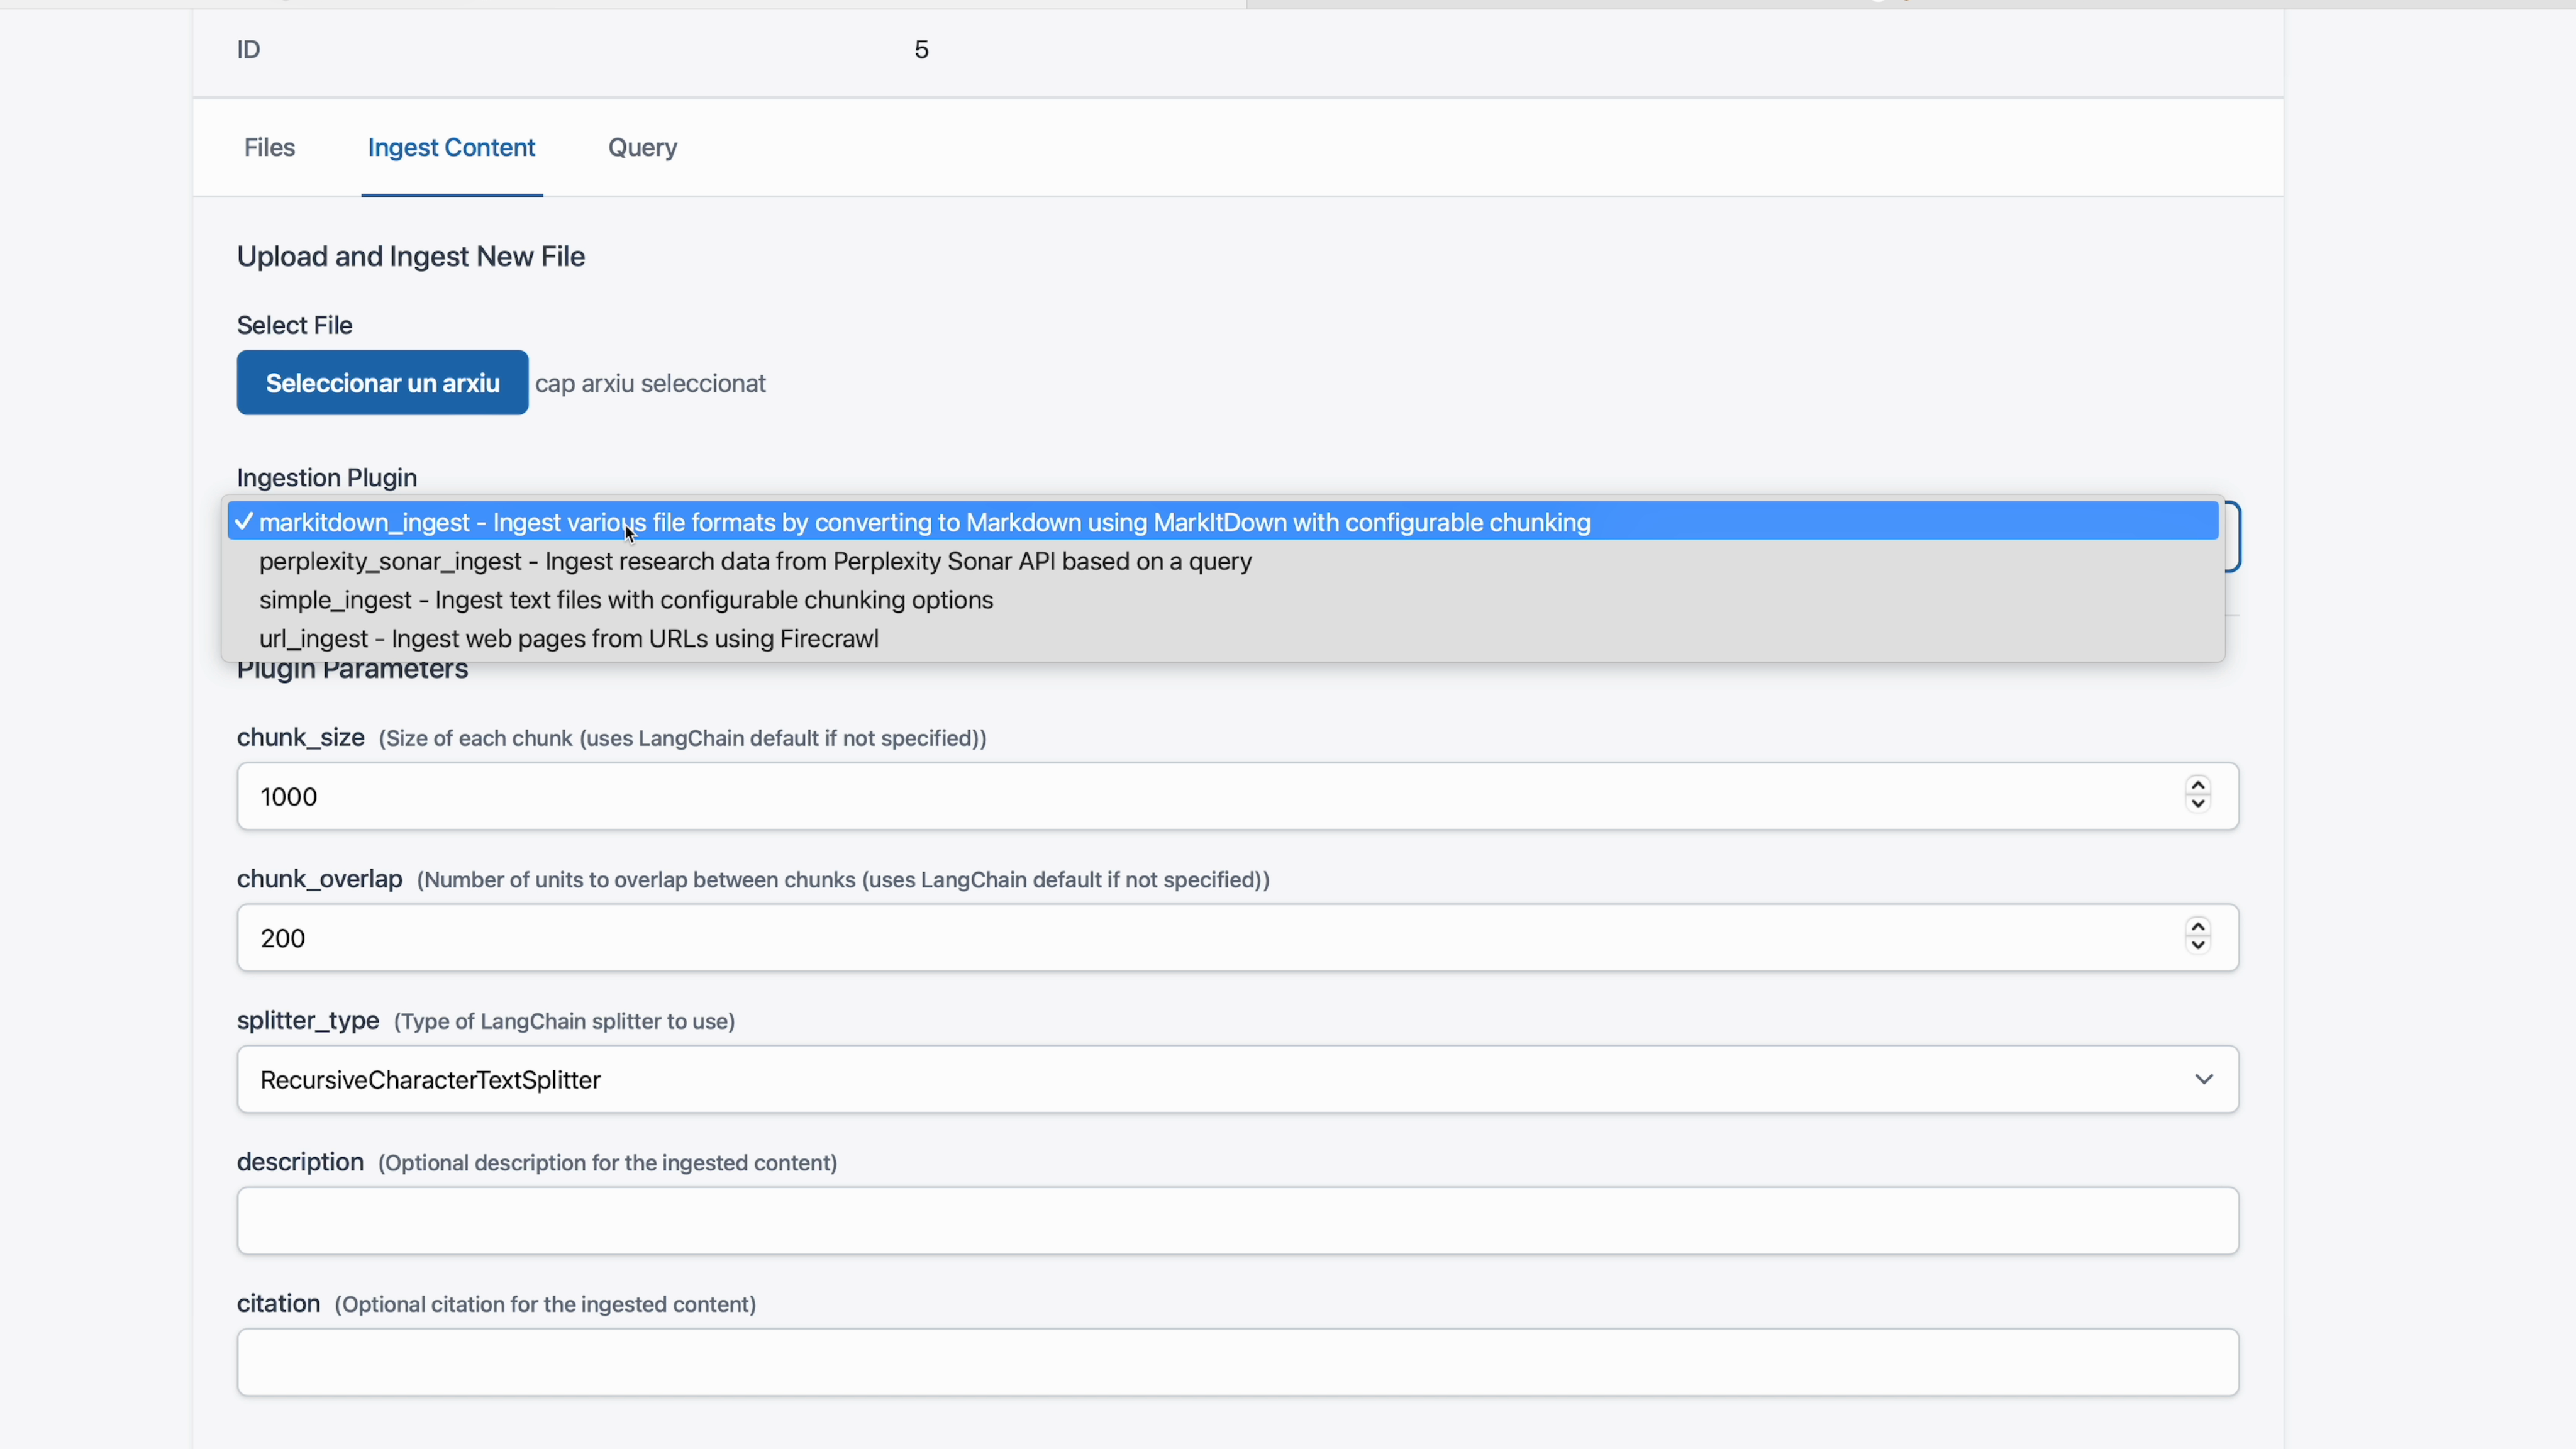 ID 5
Files Ingest Content Query
Upload and Ingest New File
Select File
Seleccionar un arxiu cap arxiu seleccionat
Ingestion Plugin
✓ markitdown_ingest - Ingest various file formats by converting to Markdown using MarkItDown with configurable chunking
perplexity_sonar_ingest - Ingest research data from Perplexity Sonar API based on a query
simple_ingest - Ingest text files with configurable chunking options
url_ingest - Ingest web pages from URLs using Firecrawl
Plugin Parameters
chunk_size (Size of each chunk (uses LangChain default if not specified))
1000
chunk_overlap (Number of units to overlap between chunks (uses LangChain default if not specified))
200
splitter_type (Type of LangChain splitter to use)
RecursiveCharacterTextSplitter
description (Optional description for the ingested content)
citation (Optional citation for the ingested content)